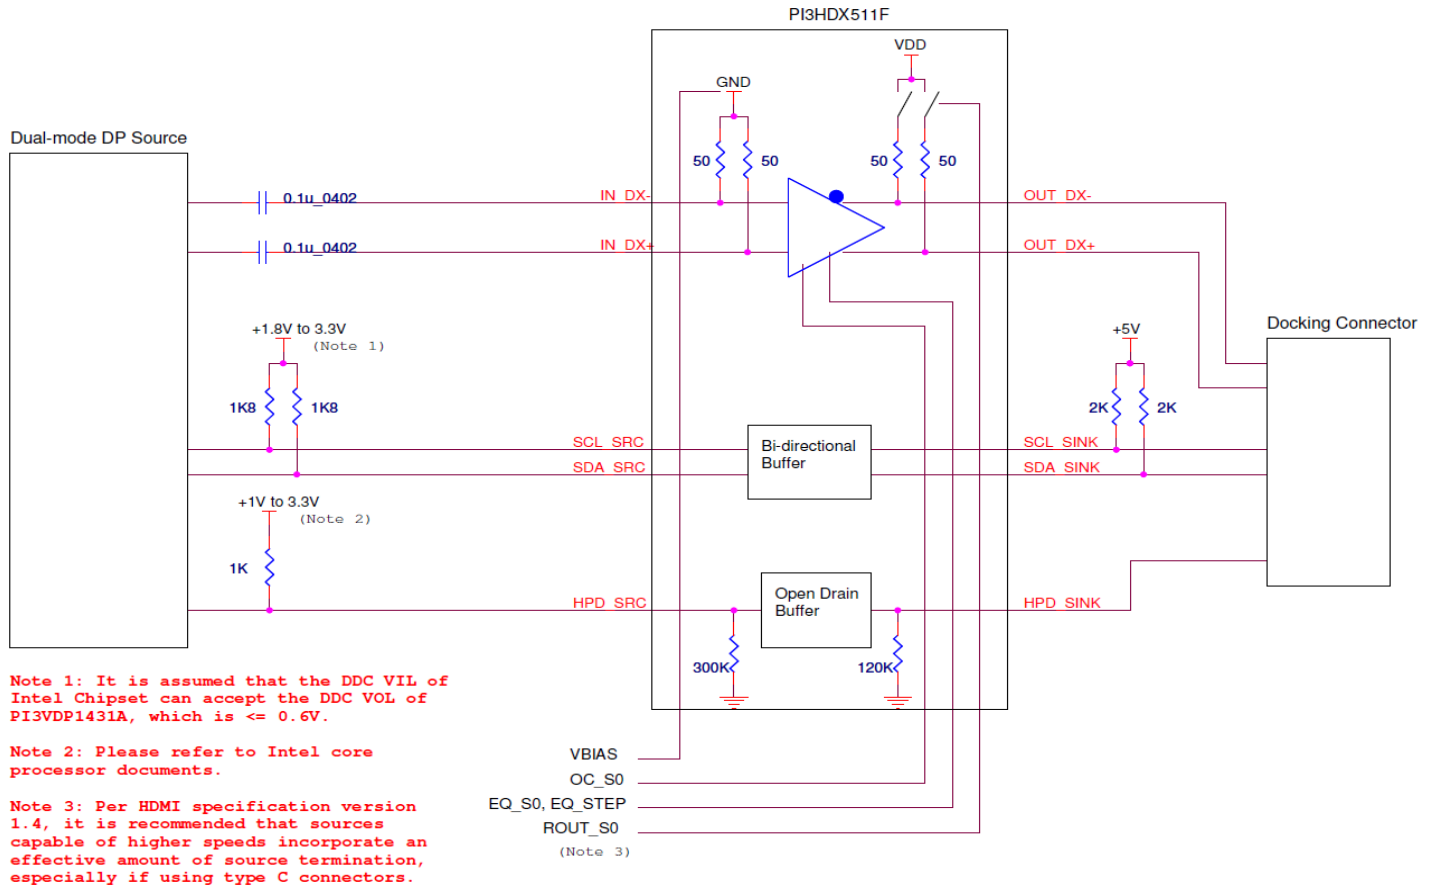 PI3HDX511F
VDD
GND
Dual-mode DP Source
50 50 50 50
0.1u_0402 IN_DX- OUT_DX-
0.1u_0402 IN_DX+ OUT_DX+
+1.8V to 3.3V
(Note 1)
+5V
Docking Connector
1K8 1K8
2K 2K
SCL_SRC
SDA_SRC
Bi-directional
Buffer
SCL_SINK
SDA_SINK
+1V to 3.3V
(Note 2)
1K
HPD_SRC
Open Drain
Buffer
HPD_SINK
300K 120K
Note 1: It is assumed that the DDC VIL of
Intel Chipset can accept the DDC VOL of
PI3VDP1431A, which is <= 0.6V.
Note 2: Please refer to Intel core
processor documents.
Note 3: Per HDMI specification version
1.4, it is recommended that sources
capable of higher speeds incorporate an
effective amount of source termination,
especially if using type C connectors.
VBIAS
OC_S0
EQ_S0, EQ_STEP
ROUT_S0
(Note 3)